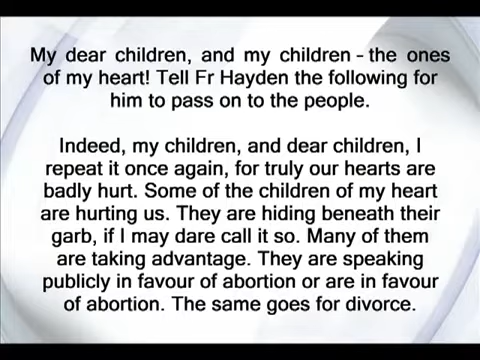 My dear children, and my children – the ones
of my heart! Tell Fr Hayden the following for
him to pass on to the people.
Indeed, my children, and dear children, I
repeat it once again, for truly our hearts are
badly hurt. Some of the children of my heart
are hurting us. They are hiding beneath their
garb, if I may dare call it so. Many of them
are taking advantage. They are speaking
publicly in favour of abortion or are in favour
of abortion. The same goes for divorce.